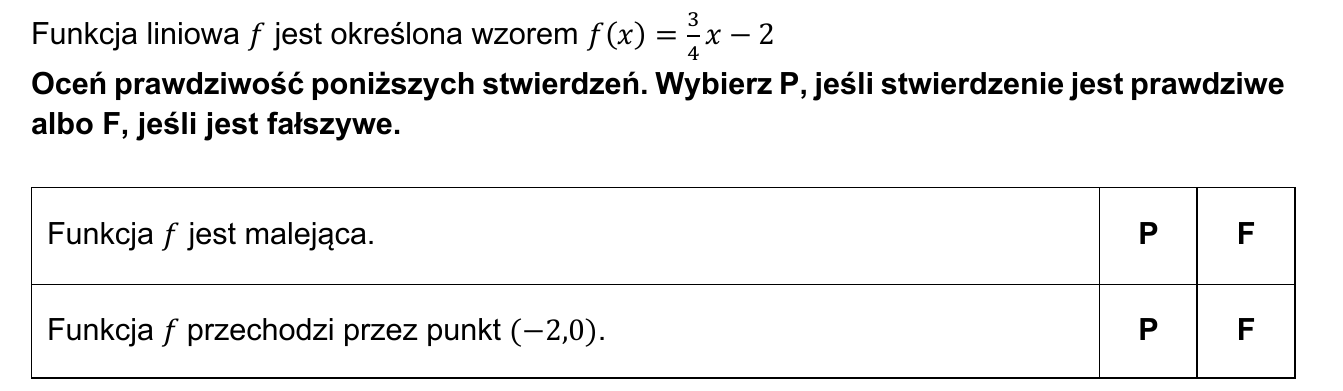 Funkcja liniowa f jest określona wzorem f(x) = 3/4 x − 2
Oceń prawdziwość poniższych stwierdzeń. Wybierz P, jeśli stwierdzenie jest prawdziwe
albo F, jeśli jest fałszywe.
Funkcja f jest malejąca. P F
Funkcja f przechodzi przez punkt (−2,0). P F